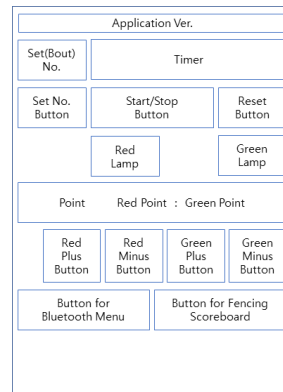 Application Ver.
Set(Bout)
No.
Timer
Set No.
Button
Start/Stop
Button
Reset
Button
Red
Lamp
Green
Lamp
Point Red Point : Green Point
Red
Plus
Button
Red
Minus
Button
Green
Plus
Button
Green
Minus
Button
Button for
Bluetooth Menu
Button for Fencing
Scoreboard